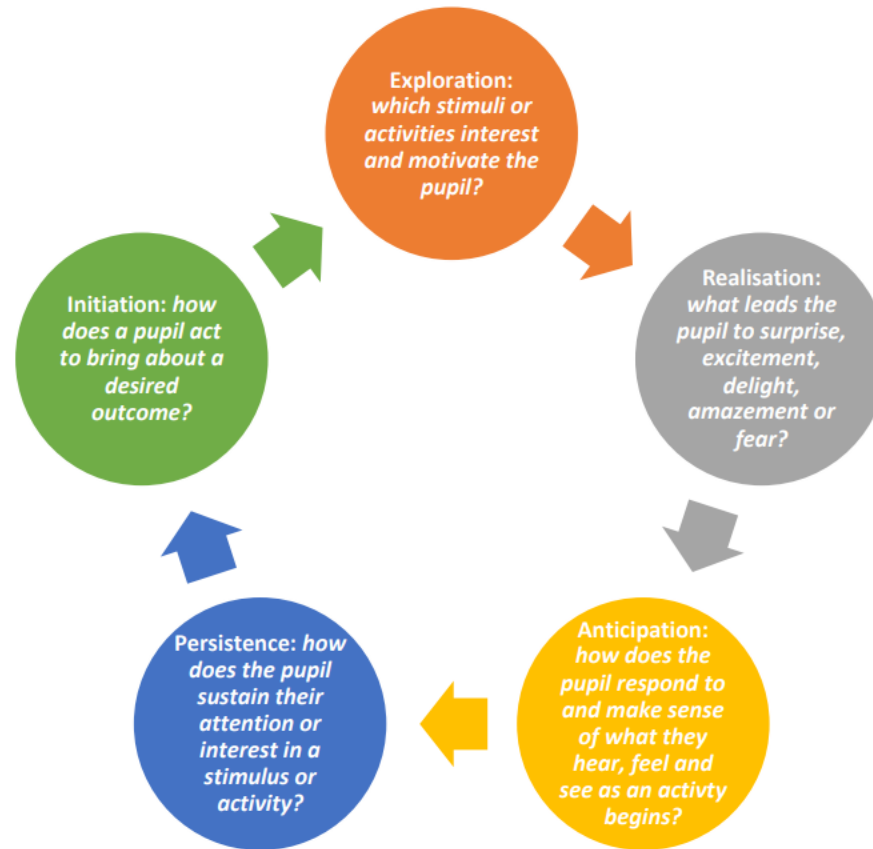 Exploration:
which stimuli or
activities interest
and motivate the
pupil?
Realisation:
what leads the
pupil to surprise,
excitement,
delight,
amazement or
fear?
Anticipation:
how does the
pupil respond to
and make sense
of what they
hear, feel and
see as an activty
begins?
Persistence: how
does the pupil
sustain their
attention or
interest in a
stimulus or
activity?
Initiation: how
does a pupil act
to bring about a
desired
outcome?